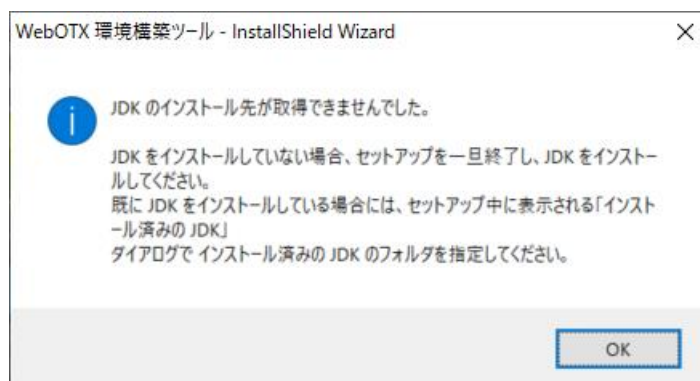 WebOTX 環境構築ツール - InstallShield Wizard
JDK のインストール先が取得できませんでした。
JDK をインストールしていない場合、セットアップを一旦終了し、JDK をインストー
ルしてください。
既に JDK をインストールしている場合には、セットアップ中に表示される「インスト
ール済みの JDK」
ダイアログで インストール済みの JDK のフォルダを指定してください。
OK